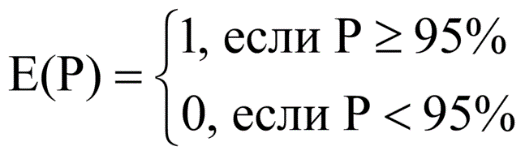 1, если P ≥ 95%
E(P) =
0, если P < 95%